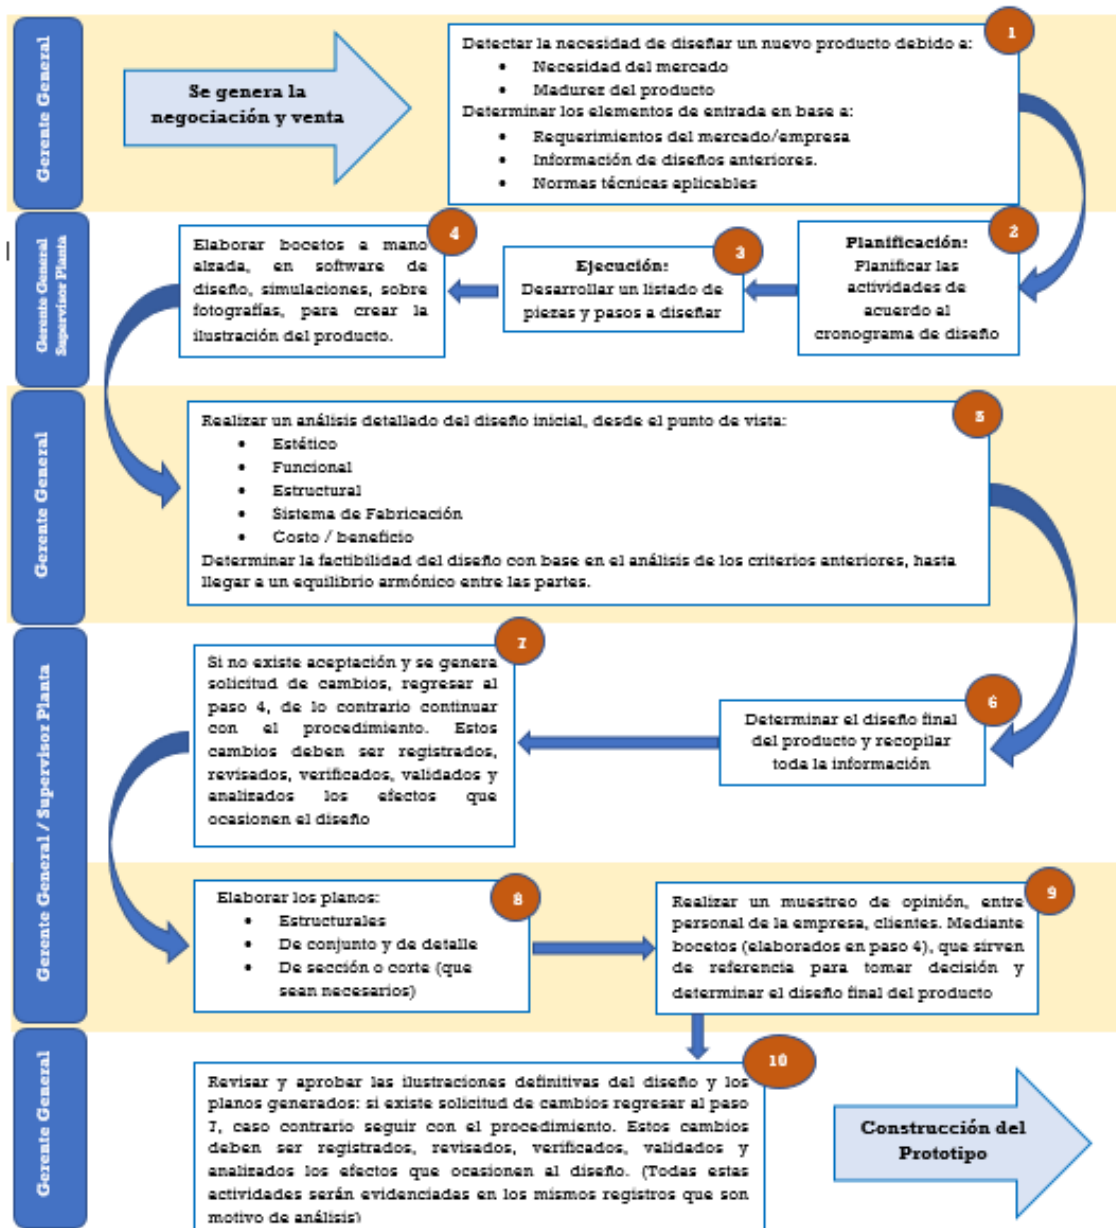 Gerente General
Se genera la
negociación y venta
1
Detectar la necesidad de diseñar un nuevo producto debido a:
• Necesidad del mercado
• Madurez del producto
Determinar los elementos de entrada en base a:
• Requerimientos del mercado/empresa
• Información de diseños anteriores.
• Normas técnicas aplicables
Gerente General
Supervisor Planta
2
Planificación:
Planificar las
actividades de
acuerdo al
cronograma de diseño
3
Ejecución:
Desarrollar un listado de
piezas y pasos a diseñar
4
Elaborar bocetos a mano
alzada, en software de
diseño, simulaciones, sobre
fotografías, para crear la
ilustración del producto.
Gerente General
5
Realizar un análisis detallado del diseño inicial, desde el punto de vista:
• Estético
• Funcional
• Estructural
• Sistema de Fabricación
• Costo / beneficio
Determinar la factibilidad del diseño con base en el análisis de los criterios anteriores, hasta
llegar a un equilibrio armónico entre las partes.
Gerente General / Supervisor Planta
6
Determinar el diseño final
del producto y recopilar
toda la información
7
Si no existe aceptación y se genera
solicitud de cambios, regresar al
paso 4, de lo contrario continuar
con el procedimiento. Estos
cambios deben ser registrados,
revisados, verificados, validados y
analizados los efectos que
ocasionen el diseño
8
Elaborar los planos:
• Estructurales
• De conjunto y de detalle
• De sección o corte (que
sean necesarios)
9
Realizar un muestreo de opinión, entre
personal de la empresa, clientes. Mediante
bocetos (elaborados en paso 4), que sirven
de referencia para tomar decisión y
determinar el diseño final del producto
Gerente General
10
Revisar y aprobar las ilustraciones definitivas del diseño y los
planos generados: si existe solicitud de cambios regresar al paso
7, caso contrario seguir con el procedimiento. Estos cambios
deben ser registrados, revisados, verificados, validados y
analizados los efectos que ocasionen al diseño. (Todas estas
actividades serán evidenciadas en los mismos registros que son
motivo de análisis)
Construcción del
Prototipo